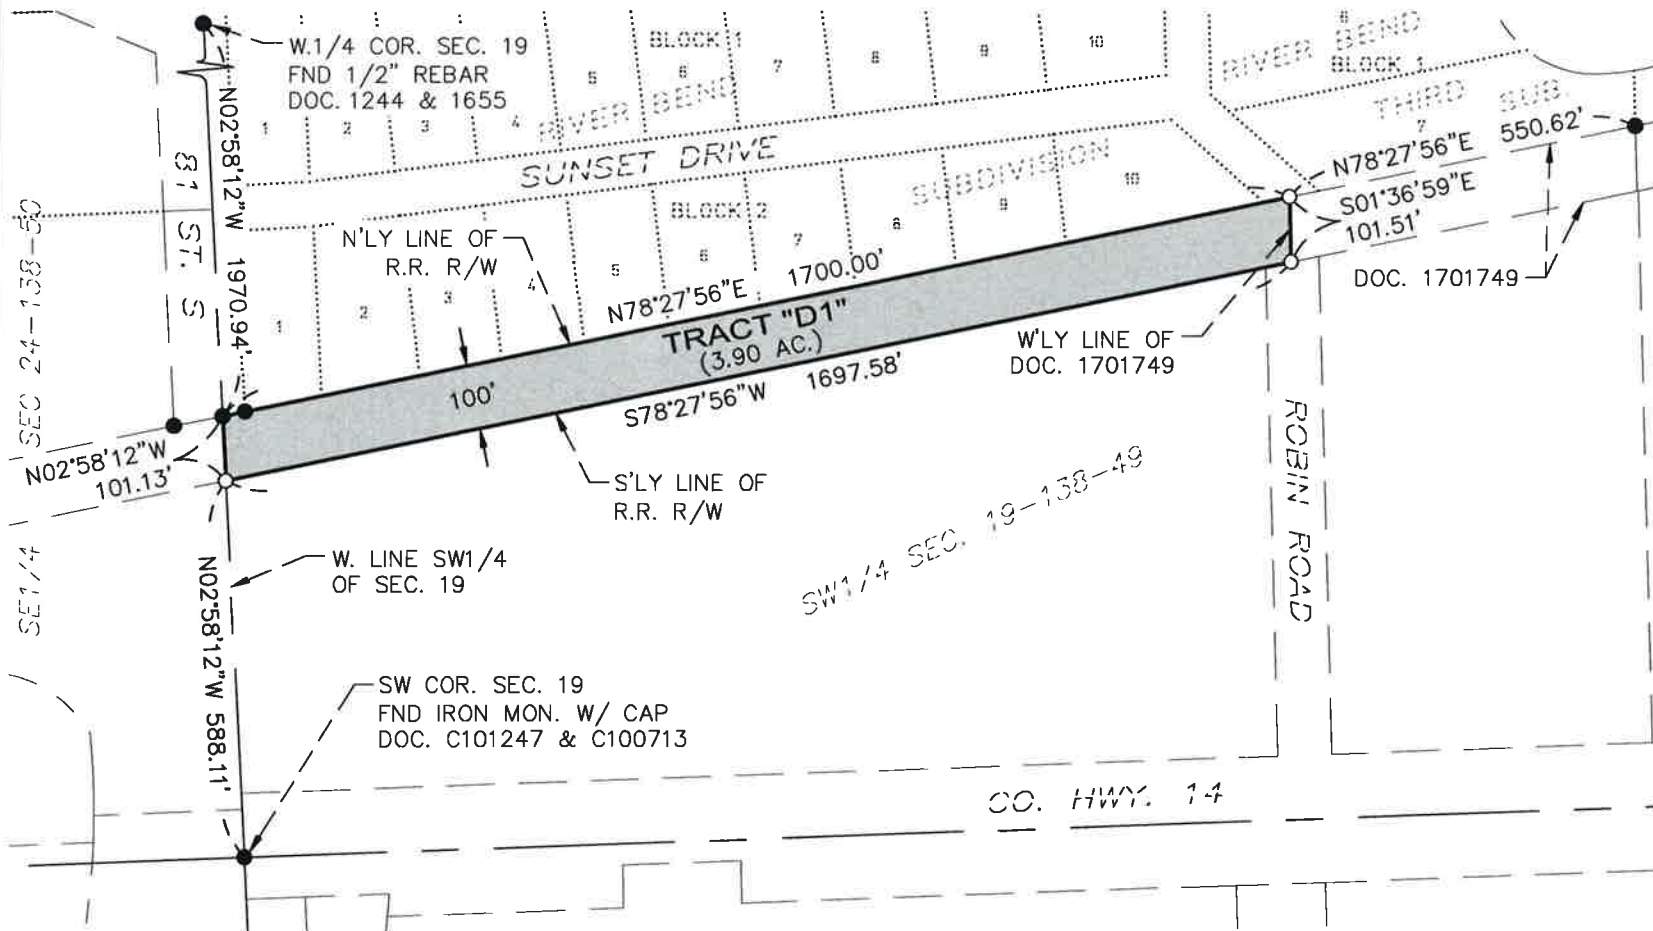 W.1/4 COR. SEC. 19
FND 1/2" REBAR
DOC. 1244 & 1655
BLOCK 1
5
6
7
8
9
10
1
2
3
4
RIVER BEND
8
RIVER BEND
BLOCK 1
THIRD SUB.
7
N78°27'56"E 550.62'
S01°36'59"E
101.51'
DOC. 1701749
N02°58'12"W 1970.94'
81 ST. S
SUNSET DRIVE
SUBDIVISION
BLOCK 2
1
2
3
4
5
6
7
8
9
10
N'LY LINE OF
R.R. R/W
N78°27'56"E 1700.00'
TRACT "D1"
(3.90 AC.)
100'
S78°27'56"W 1697.58'
W'LY LINE OF
DOC. 1701749
SE1/4 SEC 24-138-50
N02°58'12"W
101.13'
S'LY LINE OF
R.R. R/W
SW1/4 SEC. 19-138-49
ROBIN ROAD
W. LINE SW1/4
OF SEC. 19
N02°58'12"W 588.11'
SW COR. SEC. 19
FND IRON MON. W/ CAP
DOC. C101247 & C100713
CO. HWY. 14